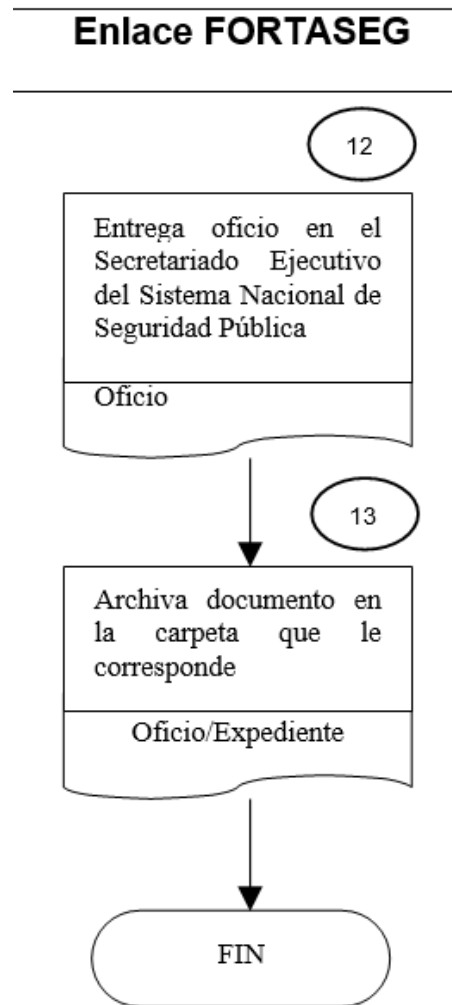 Enlace FORTASEG
12
Entrega oficio en el
Secretariado Ejecutivo
del Sistema Nacional de
Seguridad Pública
Oficio
13
Archiva documento en
la carpeta que le
corresponde
Oficio/Expediente
FIN